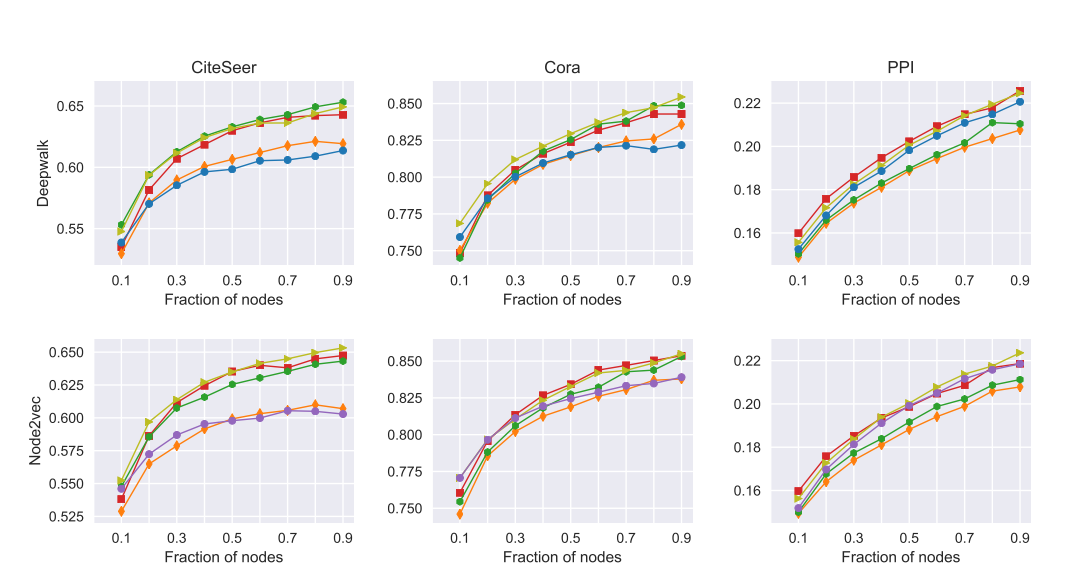 CiteSeer Cora PPI
Deepwalk
0.65 0.850 0.22
0.60 0.825 0.20
0.55 0.800 0.18
0.775 0.16
0.750
0.1 0.3 0.5 0.7 0.9 0.1 0.3 0.5 0.7 0.9 0.1 0.3 0.5 0.7 0.9
Fraction of nodes Fraction of nodes Fraction of nodes
Node2vec
0.650 0.850 0.22
0.625 0.825 0.20
0.600 0.800 0.18
0.575 0.775 0.16
0.550 0.750
0.525
0.1 0.3 0.5 0.7 0.9 0.1 0.3 0.5 0.7 0.9 0.1 0.3 0.5 0.7 0.9
Fraction of nodes Fraction of nodes Fraction of nodes